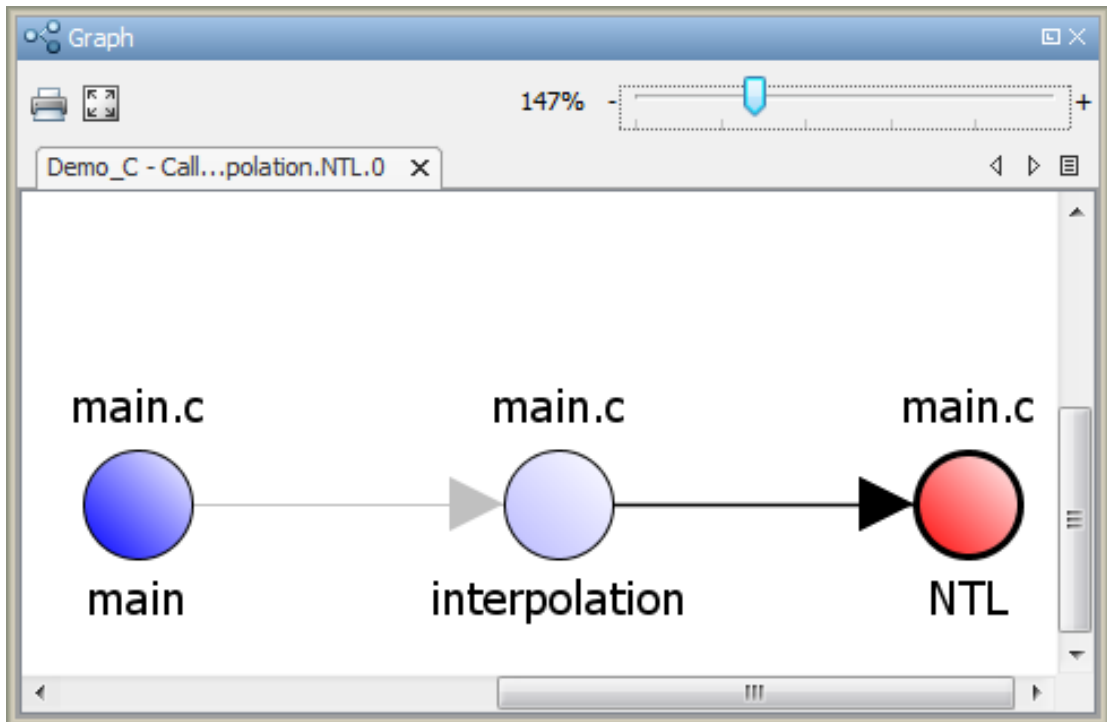 Graph
147% - +
Demo_C - Call...polation.NTL.0
main.c main.c main.c
main interpolation NTL